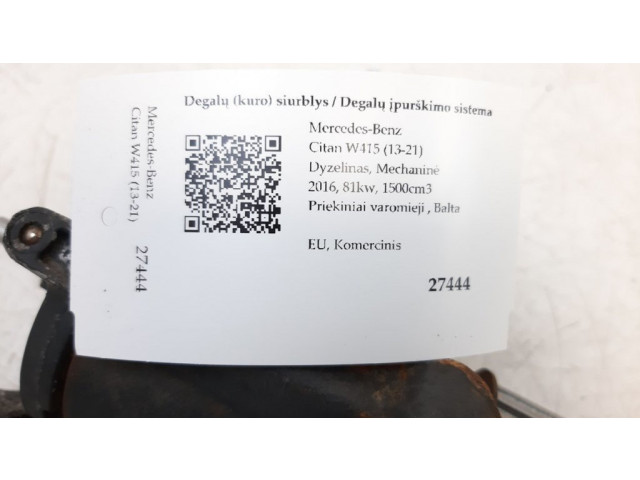 Degalų (kuro) siurblys / Degalų įpurškimo sistema
Mercedes-Benz
Citan W415 (13-21)
Dyzelinas, Mechaninė
2016, 81kw, 1500cm3
Priekiniai varomieji , Balta
EU, Komercinis
27444
Mercedes-Benz
Citan W415 (13-21)
27444